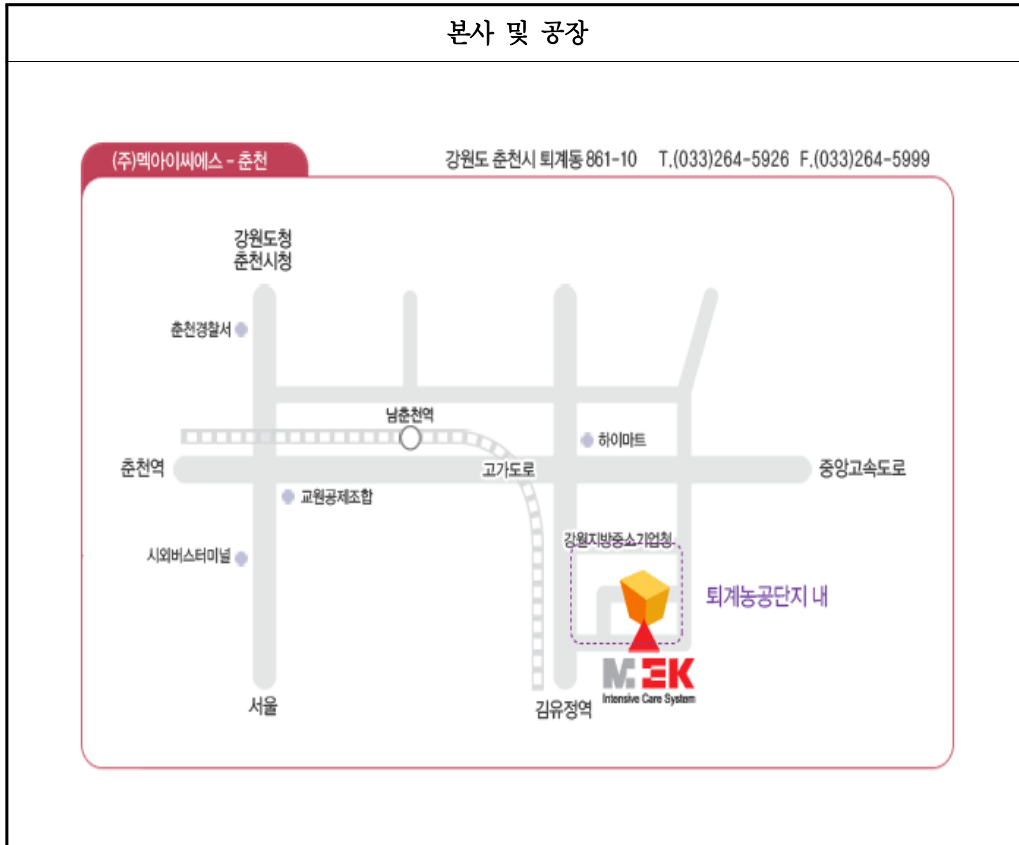 본사 및 공장
(주)멕아이씨에스 - 춘천
강원도 춘천시 퇴계동 861-10 T.(033)264-5926 F.(033)264-5999
강원도청
춘천시청
춘천경찰서
남춘천역
하이마트
춘천역
고가도로
중앙고속도로
교원공제조합
시외버스터미널
강원지방중소기업청
퇴계농공단지 내
MEK
Intensive Care System
서울
김유정역